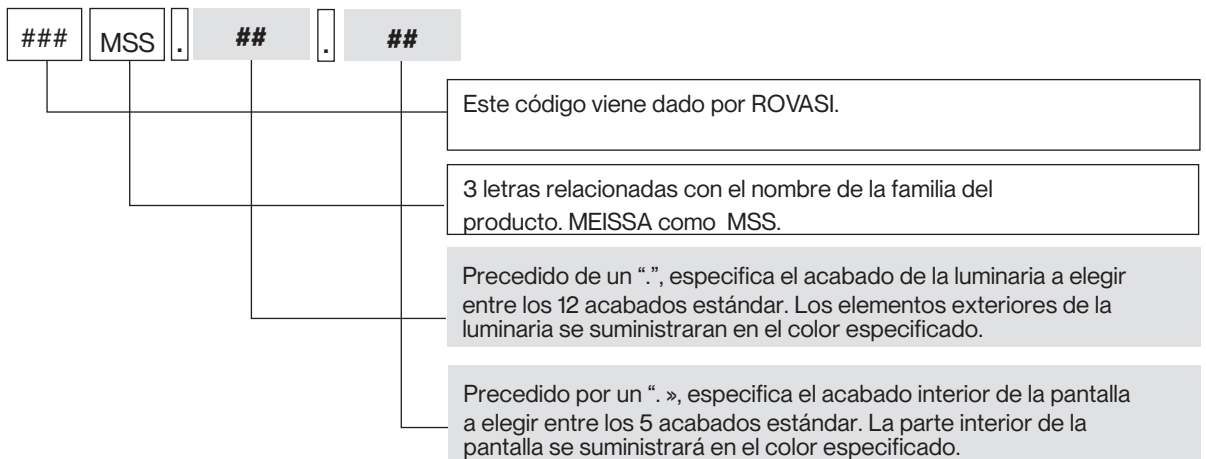 ### MSS . ## . ##
Este código viene dado por ROVASI.
3 letras relacionadas con el nombre de la familia del
producto. MEISSA como  MSS.
Precedido de un “.”, especifica el acabado de la luminaria a elegir
entre los 12 acabados estándar. Los elementos exteriores de la
luminaria se suministraran en el color especificado.
Precedido por un “. », especifica el acabado interior de la pantalla
a elegir entre los 5 acabados estándar. La parte interior de la
pantalla se suministrará en el color especificado.